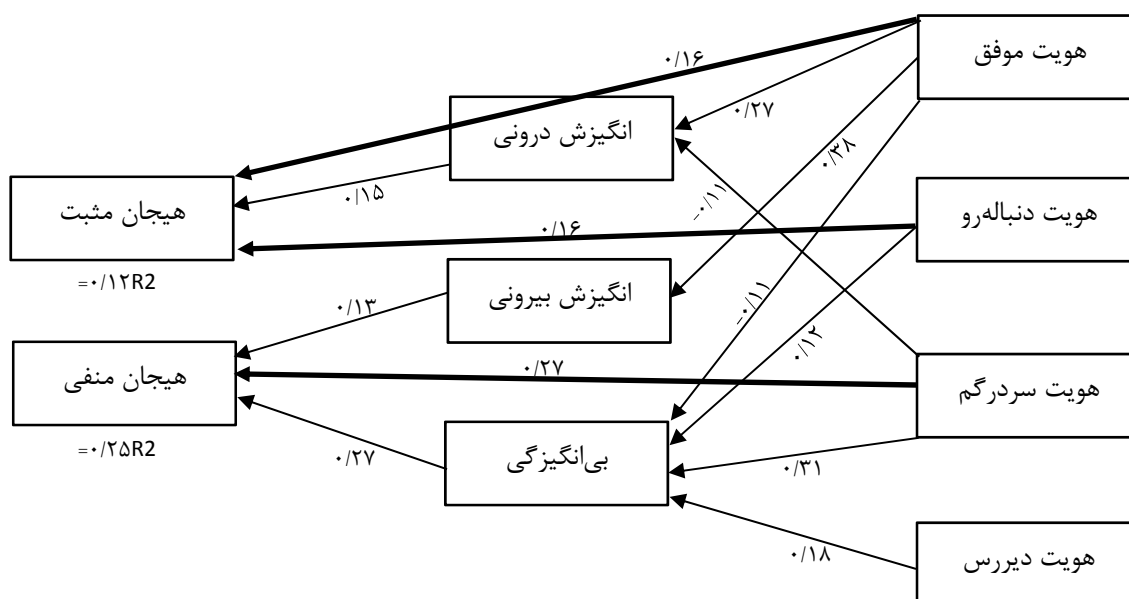 هویت موفق
۰/۱۶
۰/۲۷
انگیزش درونی
۰/۳۸
-۰/۱۱
هویت دنباله‌رو
۰/۱۵
هیجان مثبت
۰/۱۶
=۰/۱۲R2
انگیزش بیرونی
-۰/۱۱
۰/۱۳
۰/۱۲
هویت سردرگم
۰/۲۷
هیجان منفی
=۰/۲۵R2
۰/۲۷
بی‌انگیزگی
۰/۳۱
هویت دیررس
۰/۱۸